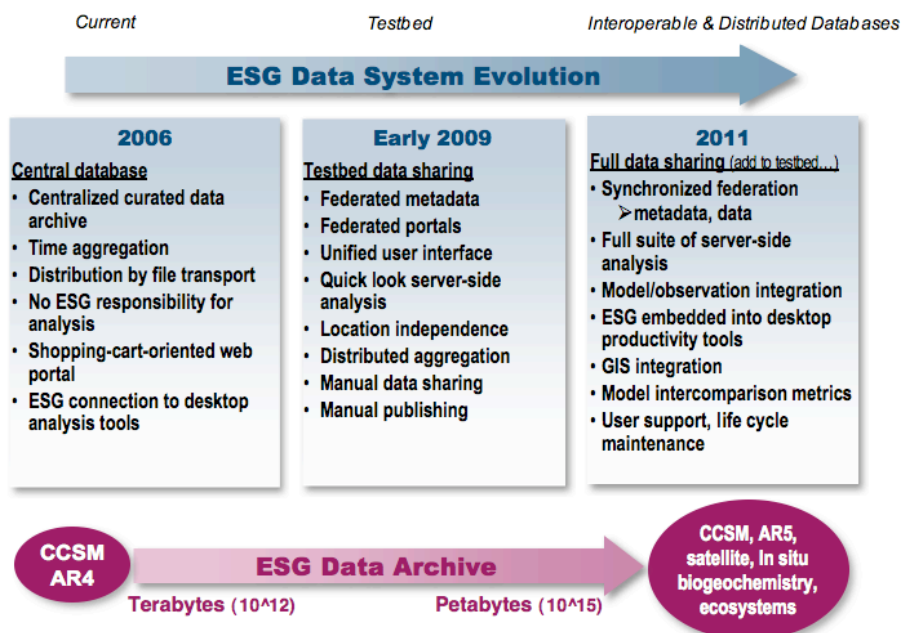 Current
Testbed
Interoperable & Distributed Databases
ESG Data System Evolution
2006
Central database
• Centralized curated data
archive
• Time aggregation
• Distribution by file transport
• No ESG responsibility for
analysis
• Shopping-cart-oriented web
portal
• ESG connection to desktop
analysis tools
Early 2009
Testbed data sharing
• Federated metadata
• Federated portals
• Unified user interface
• Quick look server-side
analysis
• Location independence
• Distributed aggregation
• Manual data sharing
• Manual publishing
2011
Full data sharing (add to testbed…)
• Synchronized federation
➢metadata, data
• Full suite of server-side
analysis
• Model/observation integration
• ESG embedded into desktop
productivity tools
• GIS integration
• Model intercomparison metrics
• User support, life cycle
maintenance
CCSM
AR4
ESG Data Archive
Terabytes (10^12)
Petabytes (10^15)
CCSM, AR5,
satellite, In situ
biogeochemistry,
ecosystems